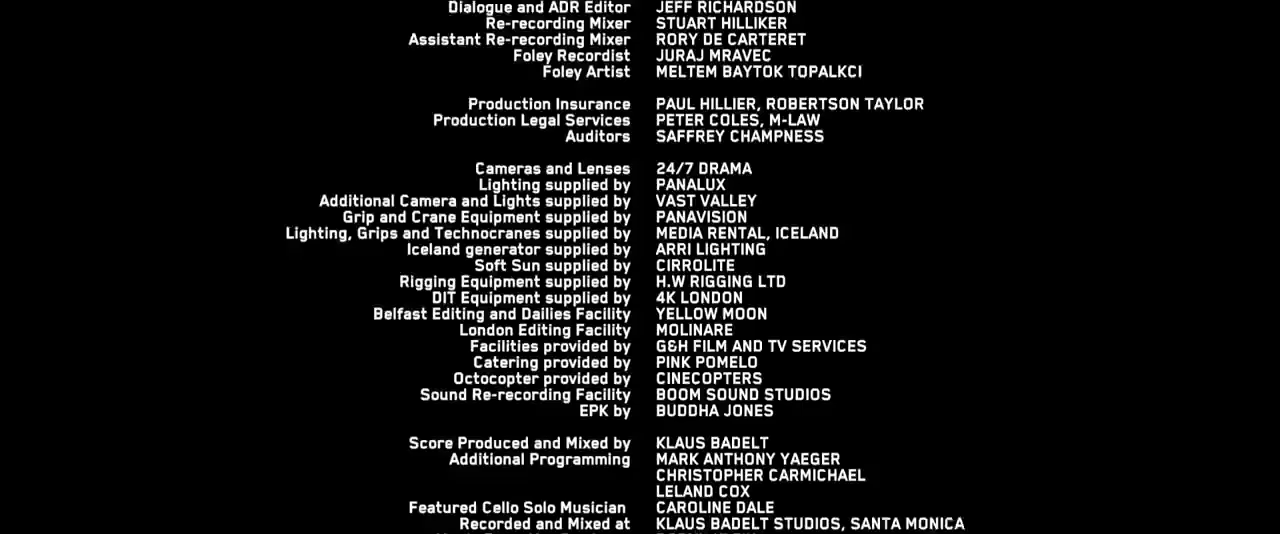 Dialogue and ADR Editor JEFF RICHARDSON
Re-recording Mixer STUART HILLIKER
Assistant Re-recording Mixer RORY DE CARTERET
Foley Recordist JURAJ MRAVEC
Foley Artist MELTEM BAYTOK TOPALKCI
Production Insurance PAUL HILLIER, ROBERTSON TAYLOR
Production Legal Services PETER COLES, M-LAW
Auditors SAFFREY CHAMPNESS
Cameras and Lenses 24/7 DRAMA
Lighting supplied by PANALUX
Additional Camera and Lights supplied by VAST VALLEY
Grip and Crane Equipment supplied by PANAVISION
Lighting, Grips and Technocranes supplied by MEDIA RENTAL, ICELAND
Iceland generator supplied by ARRI LIGHTING
Soft Sun supplied by CIRROLITE
Rigging Equipment supplied by H.W RIGGING LTD
DIT Equipment supplied by 4K LONDON
Belfast Editing and Dailies Facility YELLOW MOON
London Editing Facility MOLINARE
Facilities provided by G&H FILM AND TV SERVICES
Catering provided by PINK POMELO
Octocopter provided by CINECOPTERS
Sound Re-recording Facility BOOM SOUND STUDIOS
EPK by BUDDHA JONES
Score Produced and Mixed by KLAUS BADELT
Additional Programming MARK ANTHONY YAEGER
CHRISTOPHER CARMICHAEL
LELAND COX
Featured Cello Solo Musician CAROLINE DALE
Recorded and Mixed at KLAUS BADELT STUDIOS, SANTA MONICA